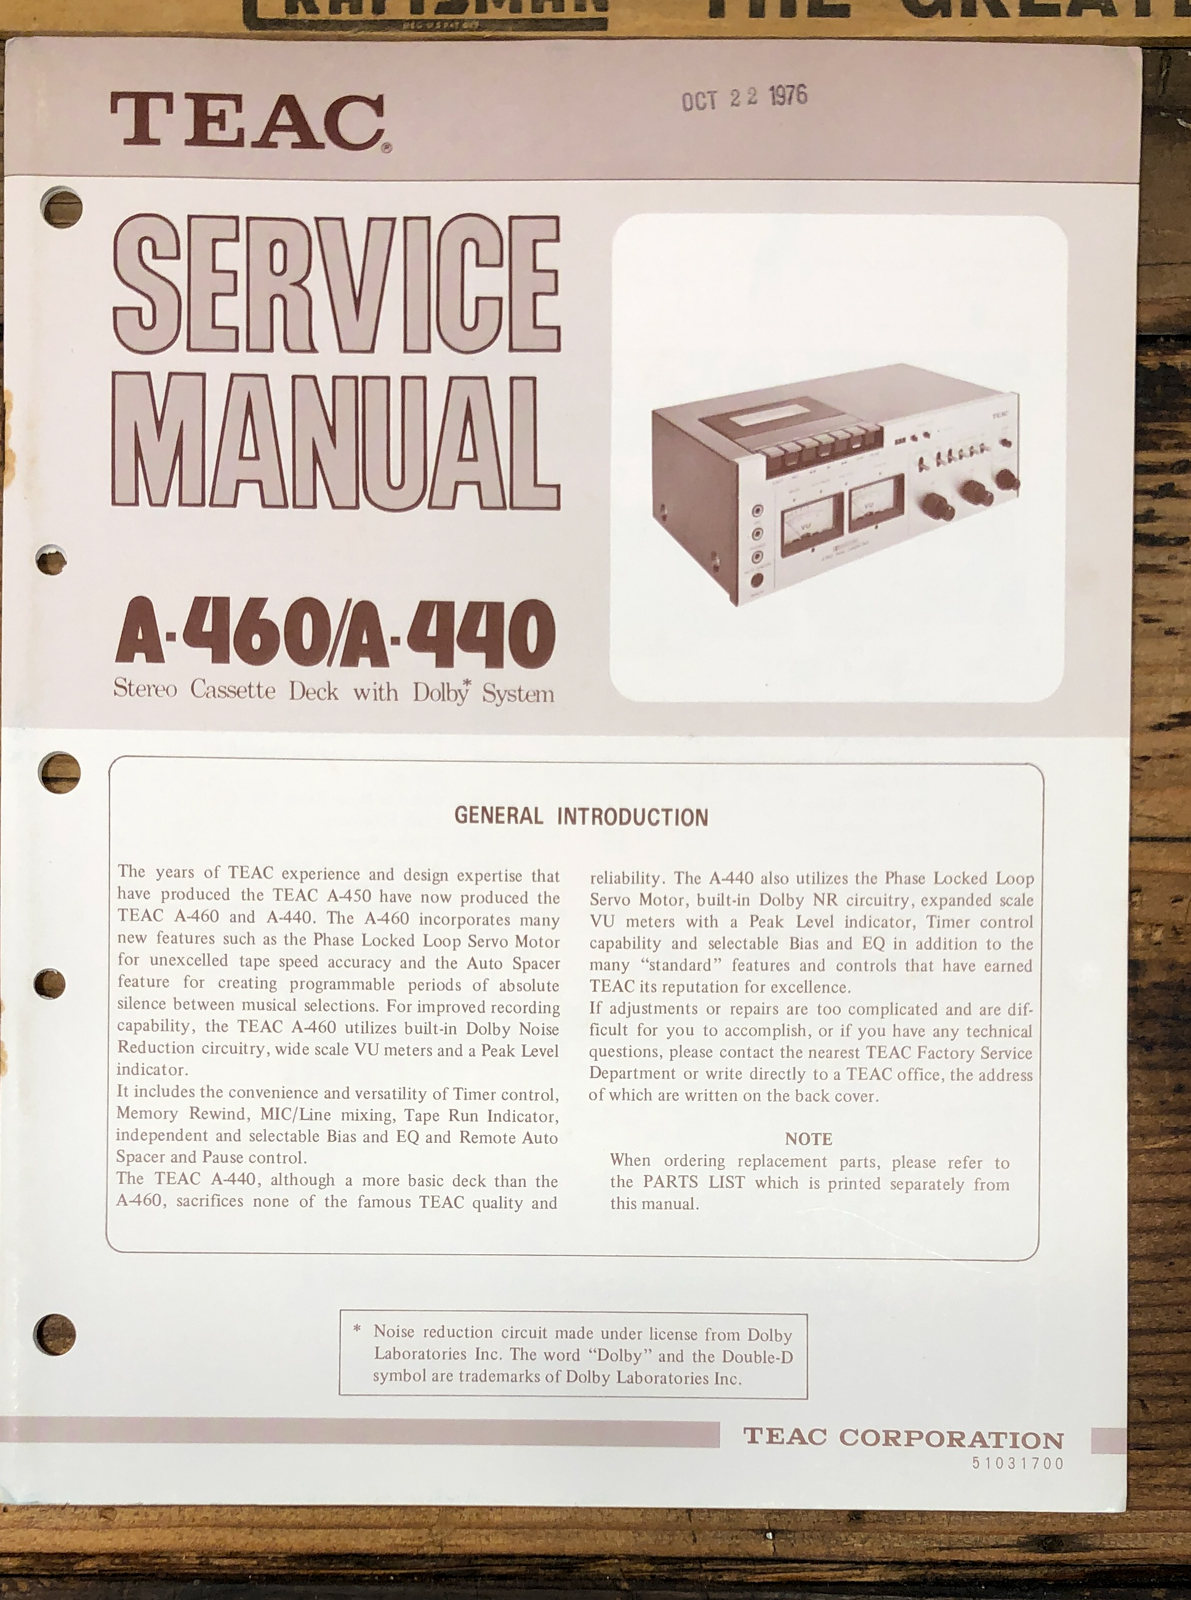 CRAFTSMAN
REG U S PAT OFF
THE GREATE
TEAC®
OCT 22 1976
SERVICE
MANUAL
A-460/A-440
Stereo Cassette Deck with Dolby* System
TEAC
VU
VU
GENERAL INTRODUCTION
The years of TEAC experience and design expertise that
have produced the TEAC A-450 have now produced the
TEAC A-460 and A-440. The A-460 incorporates many
new features such as the Phase Locked Loop Servo Motor
for unexcelled tape speed accuracy and the Auto Spacer
feature for creating programmable periods of absolute
silence between musical selections. For improved recording
capability, the TEAC A-460 utilizes built-in Dolby Noise
Reduction circuitry, wide scale VU meters and a Peak Level
indicator.
It includes the convenience and versatility of Timer control,
Memory Rewind, MIC/Line mixing, Tape Run Indicator,
independent and selectable Bias and EQ and Remote Auto
Spacer and Pause control.
The TEAC A-440, although a more basic deck than the
A-460, sacrifices none of the famous TEAC quality and
reliability. The A-440 also utilizes the Phase Locked Loop
Servo Motor, built-in Dolby NR circuitry, expanded scale
VU meters with a Peak Level indicator, Timer control
capability and selectable Bias and EQ in addition to the
many “standard” features and controls that have earned
TEAC its reputation for excellence.
If adjustments or repairs are too complicated and are dif-
ficult for you to accomplish, or if you have any technical
questions, please contact the nearest TEAC Factory Service
Department or write directly to a TEAC office, the address
of which are written on the back cover.
NOTE
When ordering replacement parts, please refer to
the PARTS LIST which is printed separately from
this manual.
* Noise reduction circuit made under license from Dolby
Laboratories Inc. The word “Dolby” and the Double-D
symbol are trademarks of Dolby Laboratories Inc.
TEAC CORPORATION
51031700